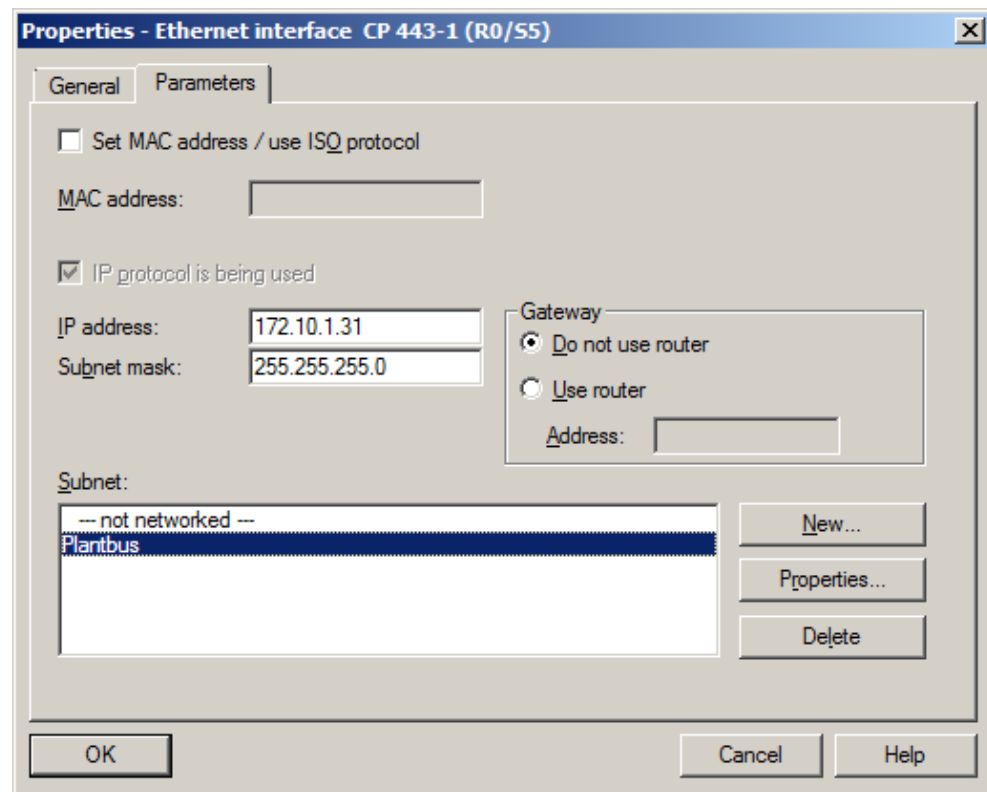 Properties - Ethernet interface CP 443-1 (R0/S5)
General
Parameters
Set MAC address / use ISO protocol
MAC address:
IP protocol is being used
IP address:
172.10.1.31
Subnet mask:
255.255.255.0
Gateway
Do not use router
Use router
Address:
Subnet:
--- not networked ---
Plantbus
New...
Properties...
Delete
OK
Cancel
Help